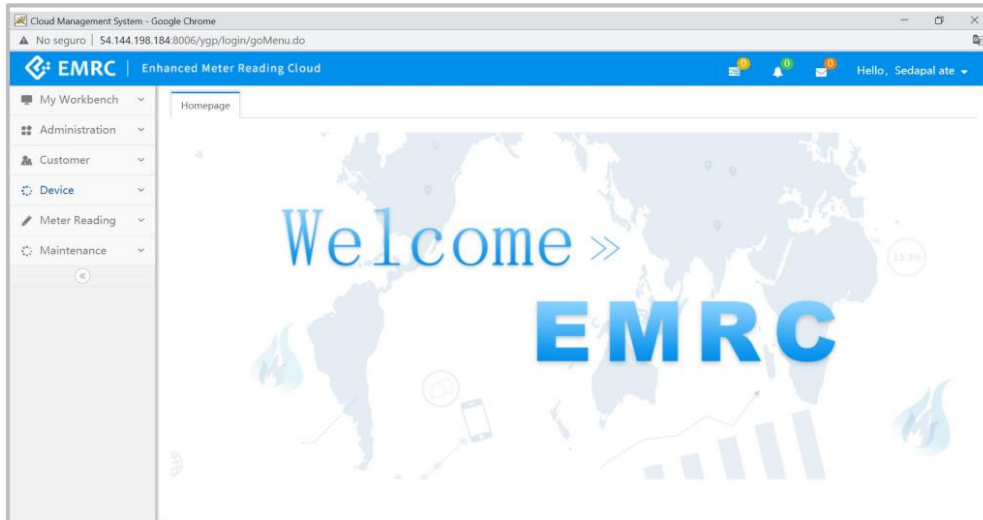 Cloud Management System - Google Chrome
No seguro | 54.144.198.184:8006/ygp/login/goMenu.do
EMRC | Enhanced Meter Reading Cloud
0 0 0 Hello, Sedapal ate
My Workbench
Homepage
Administration
Customer
Device
Meter Reading
Maintenance
Welcome »
EMRC